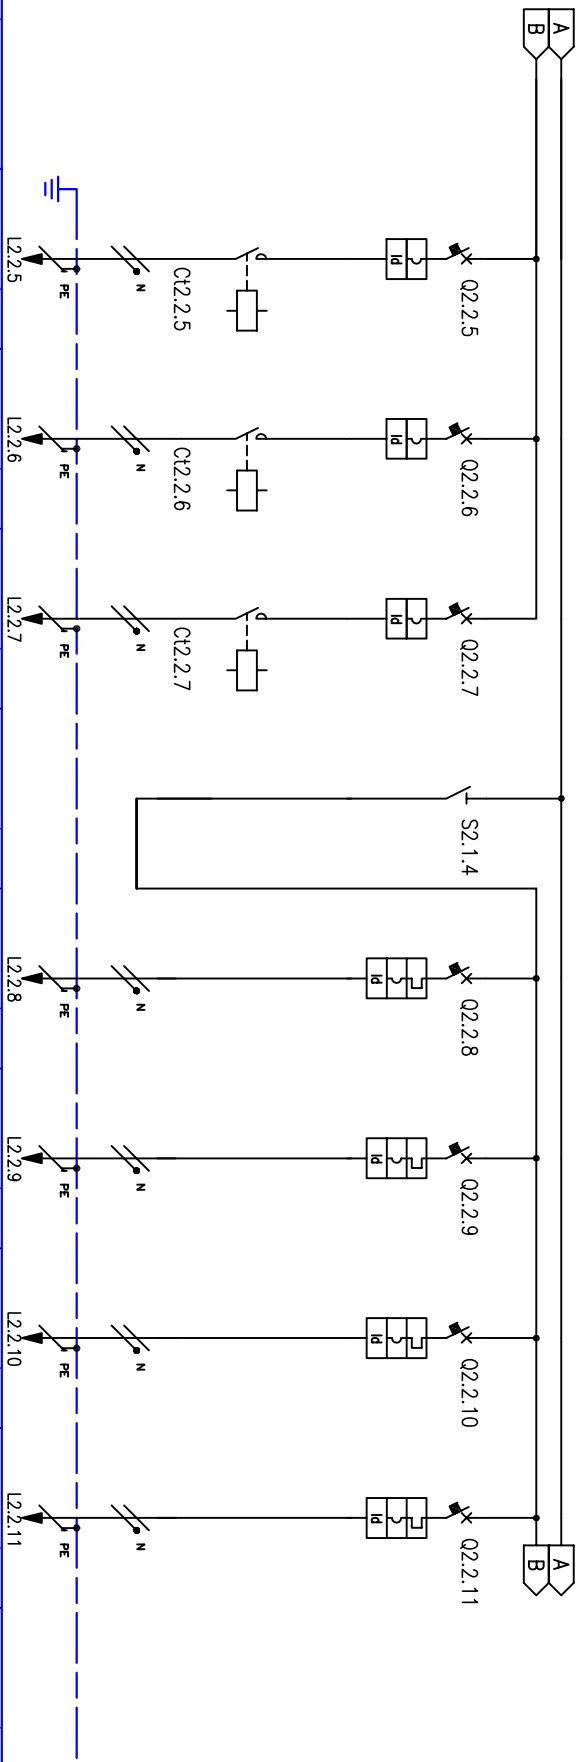 A
B
Q2.2.5
Id
Ct2.2.5
N
PE
L2.2.5
Q2.2.6
Id
Ct2.2.6
N
PE
L2.2.6
Q2.2.7
Id
Ct2.2.7
N
PE
L2.2.7
S2.1.4
Q2.2.8
Id
N
PE
L2.2.8
Q2.2.9
Id
N
PE
L2.2.9
Q2.2.10
Id
N
PE
L2.2.10
Q2.2.11
Id
N
PE
L2.2.11
A
B